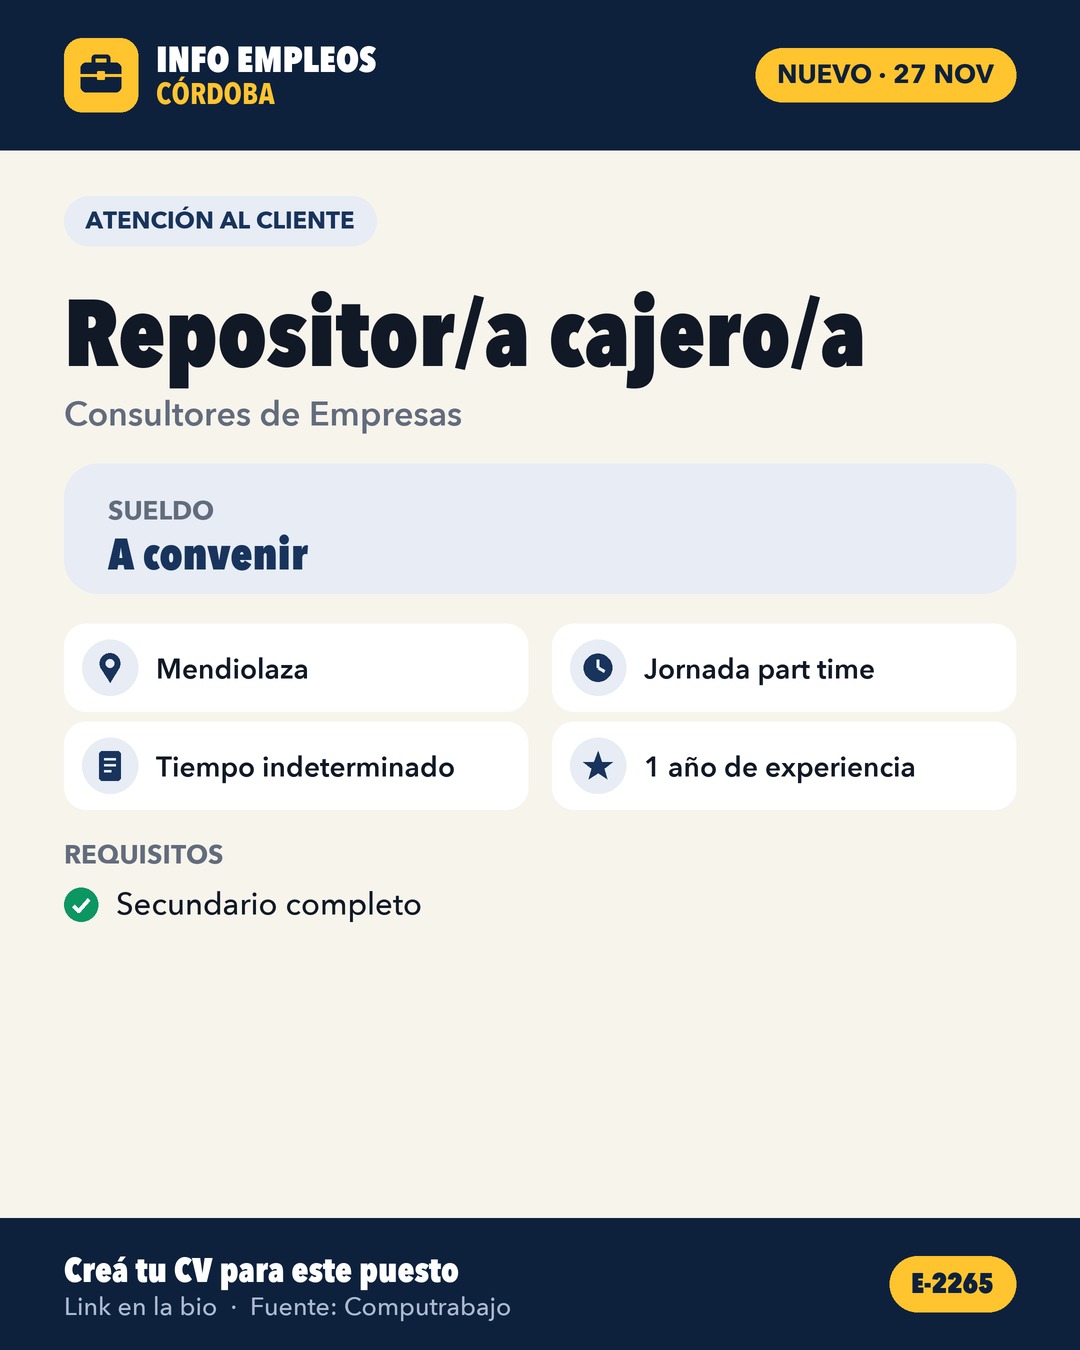 INFO EMPLEOS
CÓRDOBA
NUEVO · 27 NOV
ATENCIÓN AL CLIENTE
Repositor/a cajero/a
Consultores de Empresas
SUELDO
A convenir
Mendiolaza
Jornada part time
Tiempo indeterminado
1 año de experiencia
REQUISITOS
Secundario completo
Creá tu CV para este puesto
Link en la bio · Fuente: Computrabajo
E-2265